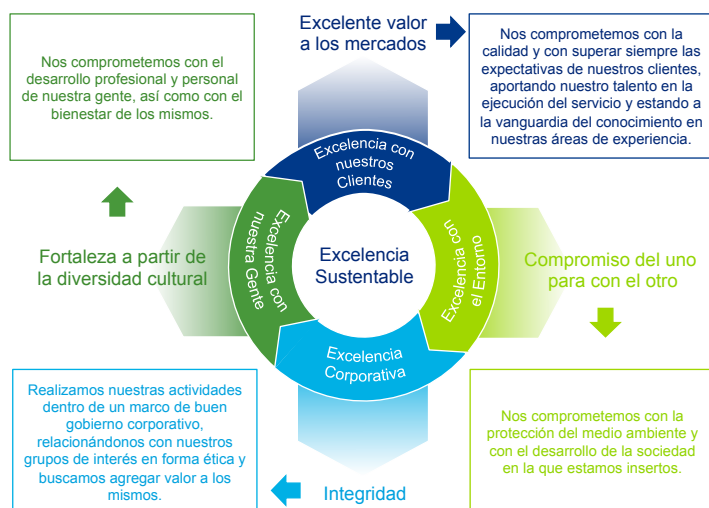 Excelente valor
a los mercados
Nos comprometemos con el
desarrollo profesional y personal
de nuestra gente, así como con el
bienestar de los mismos.
Nos comprometemos con la
calidad y con superar siempre las
expectativas de nuestros clientes,
aportando nuestro talento en la
ejecución del servicio y estando a
la vanguardia del conocimiento en
nuestras áreas de experiencia.
Excelencia con
nuestros
Clientes
Fortaleza a partir de
la diversidad cultural
Excelencia con
nuestra Gente
Excelencia
Sustentable
Excelencia con
el Entorno
Compromiso del uno
para con el otro
Excelencia
Corporativa
Realizamos nuestras actividades
dentro de un marco de buen
gobierno corporativo,
relacionándonos con nuestros
grupos de interés en forma ética y
buscamos agregar valor a los
mismos.
Nos comprometemos con la
protección del medio ambiente y
con el desarrollo de la sociedad
en la que estamos insertos.
Integridad